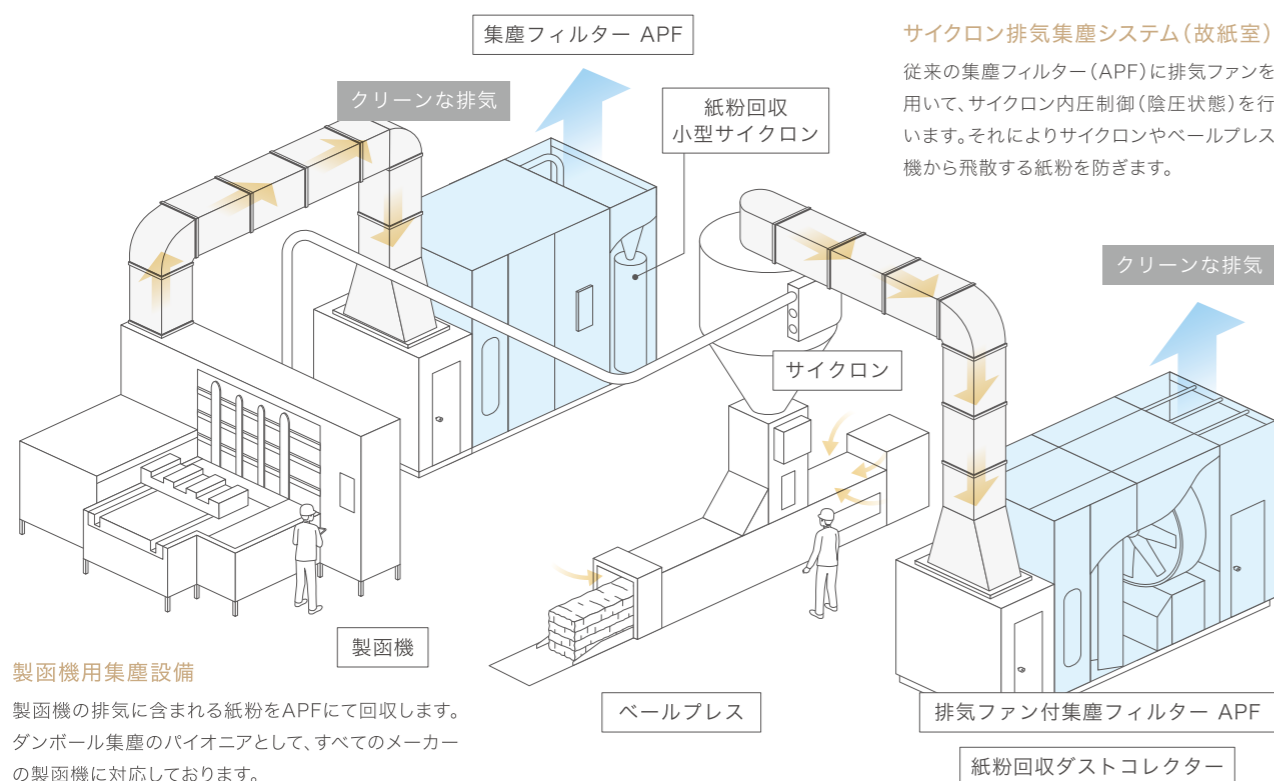 集塵フィルター APF
クリーンな排気
紙粉回収
小型サイクロン
サイクロン排気集塵システム（故紙室）
従来の集塵フィルター（APF）に排気ファンを
用いて、サイクロン内圧制御（陰圧状態）を行
います。それによりサイクロンやベールプレス
機から飛散する紙粉を防ぎます。
クリーンな排気
サイクロン
製函機
製函機用集塵設備
製函機の排気に含まれる紙粉をAPFにて回収します。
ダンボール集塵のパイオニアとして、すべてのメーカー
の製函機に対応しております。
ベールプレス
排気ファン付集塵フィルター APF
紙粉回収ダストコレクター